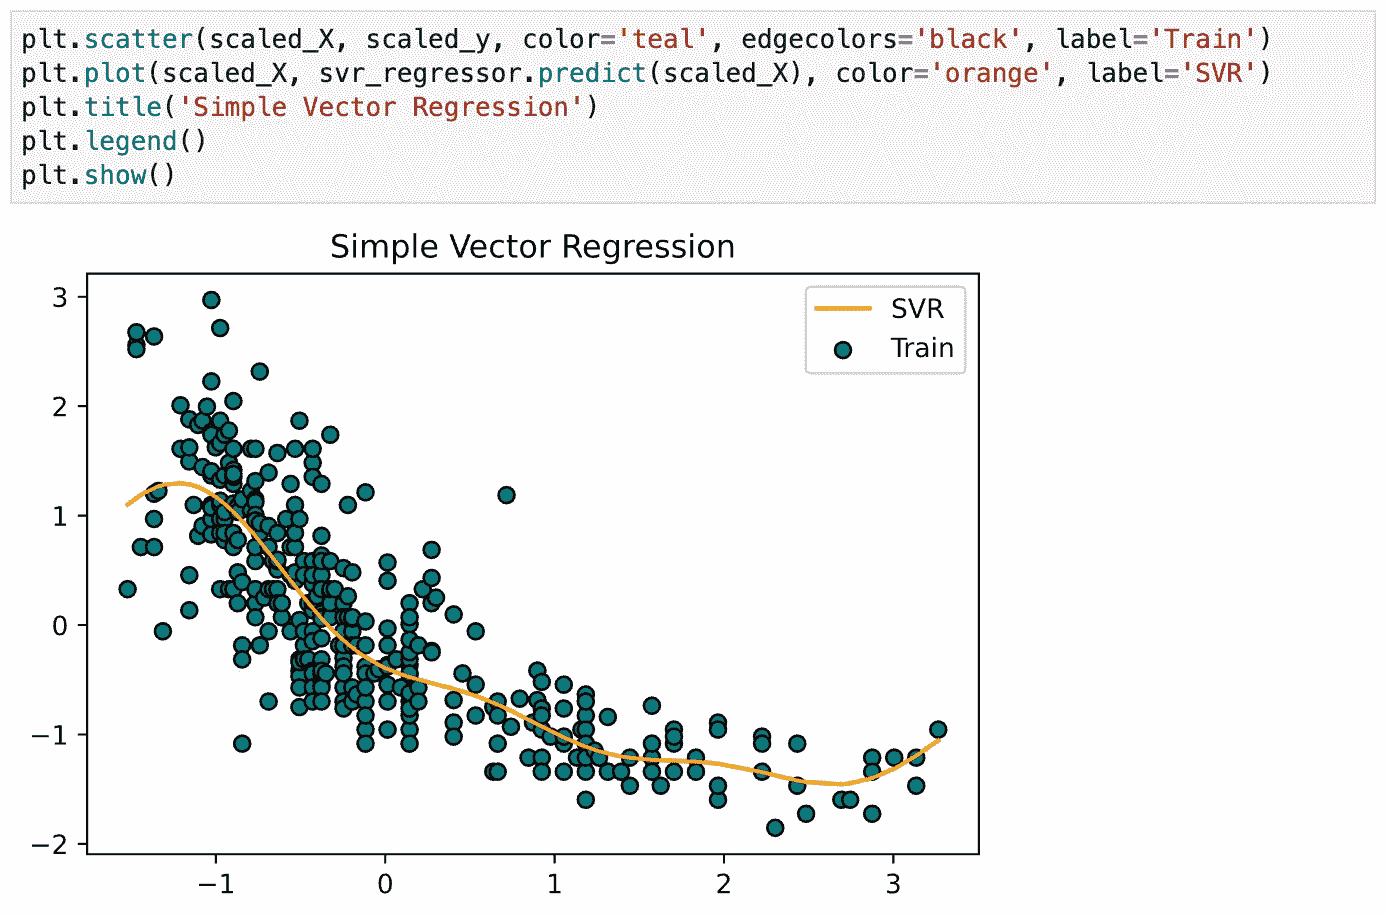 plt.scatter(scaled_X, scaled_y, color='teal', edgecolors='black', label='Train')
plt.plot(scaled_X, svr_regressor.predict(scaled_X), color='orange', label='SVR')
plt.title('Simple Vector Regression')
plt.legend()
plt.show()
Simple Vector Regression
SVR
Train
3
2
1
0
−1
−2
−1 0 1 2 3